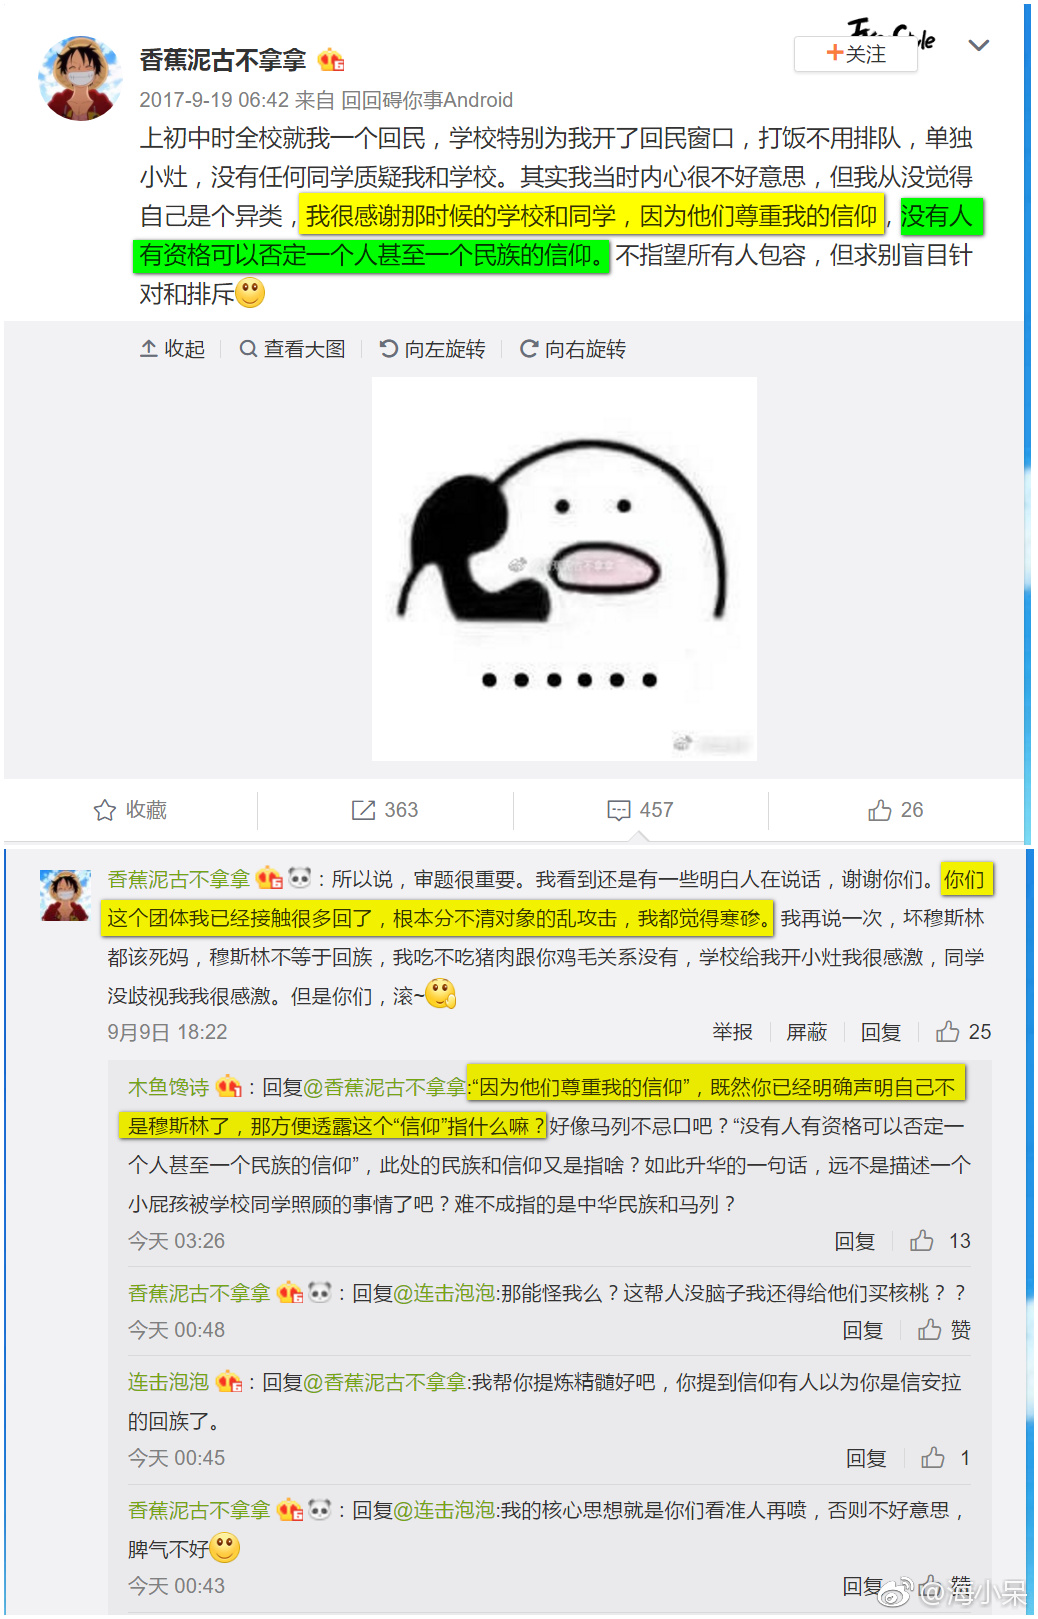 香蕉泥古不拿拿
+关注
2017-9-19 06:42 来自 回回碍你事Android
上初中时全校就我一个回民，学校特别为我开了回民窗口，打饭不用排队，单独
小灶，没有任何同学质疑我和学校。其实我当时内心很不好意思，但我从没觉得
自己是个异类，我很感谢那时候的学校和同学，因为他们尊重我的信仰，没有人
有资格可以否定一个人甚至一个民族的信仰。不指望所有人包容，但求别盲目针
对和排斥
收起 查看大图 向左旋转 向右旋转
······
收藏 363 457 26
香蕉泥古不拿拿：所以说，审题很重要。我看到还是有一些明白人在说话，谢谢你们。你们
这个团体我已经接触很多回了，根本分不清对象的乱攻击，我都觉得寒碜。我再说一次，坏穆斯林
都该死妈，穆斯林不等于回族，我吃不吃猪肉跟你鸡毛关系没有，学校给我开小灶我很感激，同学
没歧视我我很感激。但是你们，滚~
9月9日 18:22 举报 屏蔽 回复 25
木鱼馋诗：回复@香蕉泥古不拿拿:“因为他们尊重我的信仰”，既然你已经明确声明自己不
是穆斯林了，那方便透露这个“信仰”指什么嘛？好像马列不忌口吧？“没有人有资格可以否定一
个人甚至一个民族的信仰”，此处的民族和信仰又是指啥？如此升华的一句话，远不是描述一个
小屁孩被学校同学照顾的事情了吧？难不成指的是中华民族和马列？
今天 03:26 回复 13
香蕉泥古不拿拿：回复@连击泡泡:那能怪我么？这帮人没脑子我还得给他们买核桃？？
今天 00:48 回复 赞
连击泡泡：回复@香蕉泥古不拿拿:我帮你提炼精髓好吧，你提到信仰有人以为你是信安拉
的回族了。
今天 00:45 回复 1
香蕉泥古不拿拿：回复@连击泡泡:我的核心思想就是你们看准人再喷，否则不好意思，
脾气不好
今天 00:43 回复 赞
@海小呆